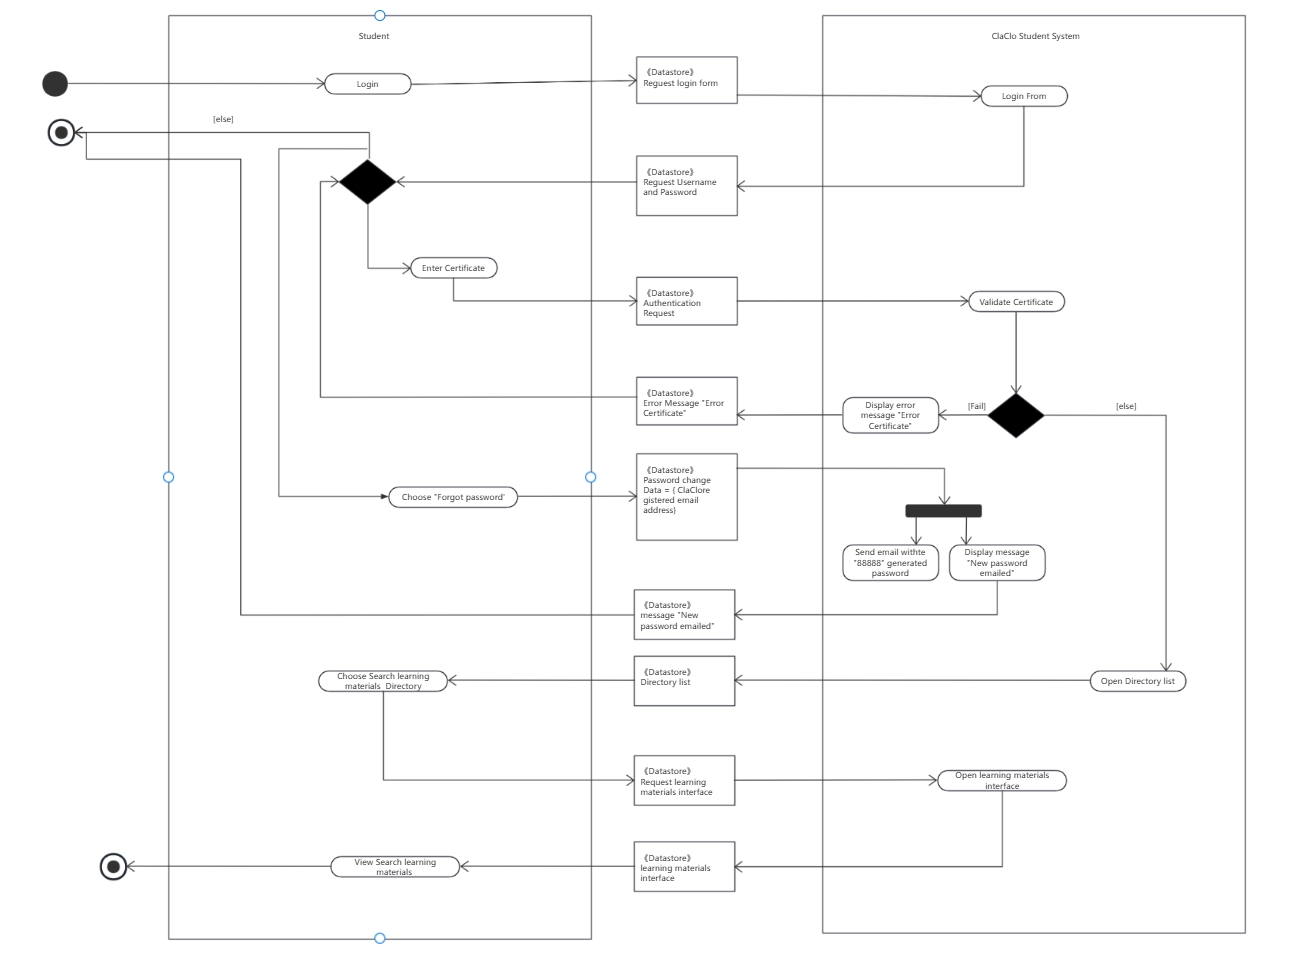 Student
ClaClo Student System
Login
《Datastore》
Request login form
Login From
[else]
《Datastore》
Reguest Username
and Password
Enter Certificate
《Datastore》
Authentication
Request
Validate Certificate
《Datastore》
Error Message "Error
Certificate"
Display error
message "Error
Certificate"
[Fail]
[else]
《Datastore》
Password change
Data = { ClaClore
gistered email
address}
Choose "Forgot password'
Send email withte
"88888" generated
password
Display message
"New password
emailed"
《Datastore》
message "New
password emailed"
Choose Search learning
materials Directory
《Datastore》
Directory list
Open Directory list
《Datastore》
Request learning
materials interface
Open learning materials
interface
View Search learning
materials
《Datastore》
learning materials
interface